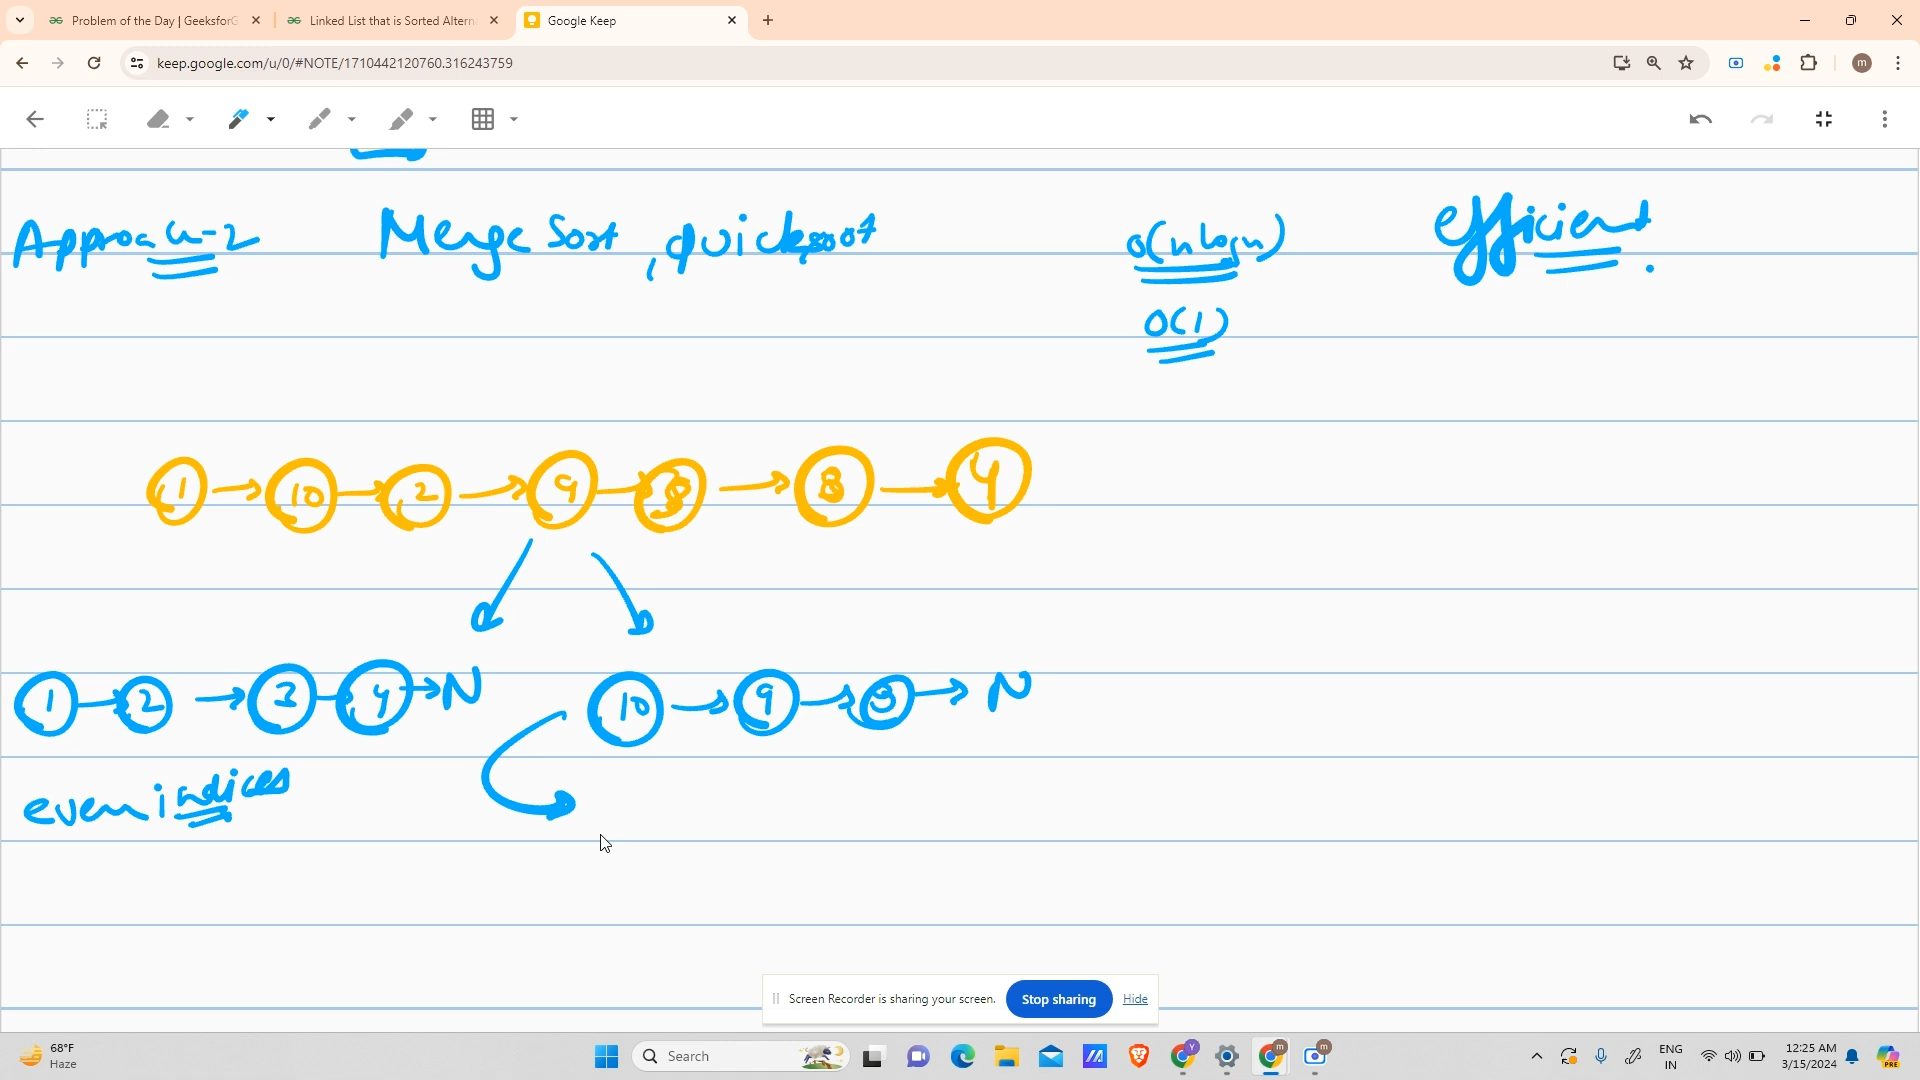 Problem of the Day | GeeksforG
Linked List that is Sorted Altern
Google Keep
keep.google.com/u/0/#NOTE/1710442120760.316243759
m
Approach-2 Merge Sort, quicksort O(n logn) efficient.
O(1)
1 → 10 → 2 → 9 → 3 → 8 → 4
1 → 2 → 3 → 4 → N 10 → 9 → 8 → N
even indices
Screen Recorder is sharing your screen. Stop sharing Hide
68°F
Haze
Search
ENG
IN
12:25 AM
3/15/2024